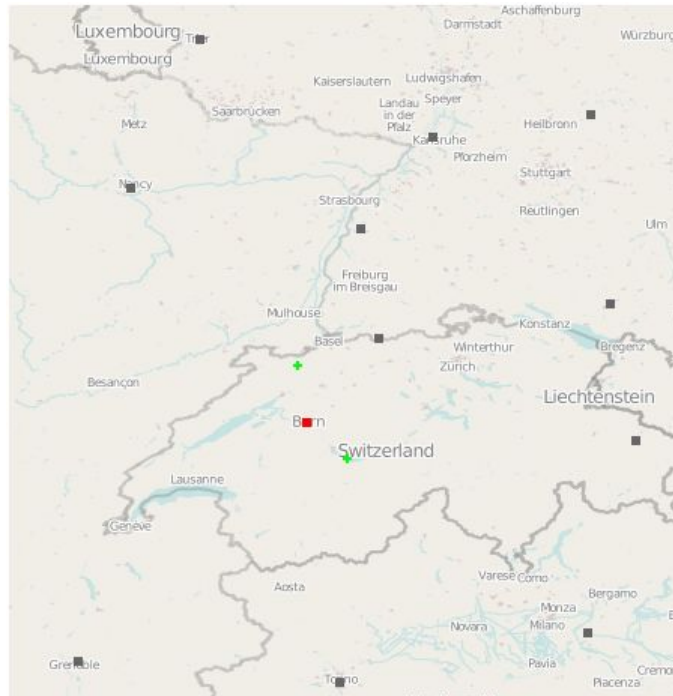 Aschaffenburg
Darmstadt
Luxembourg
Würzburg
Trier
Luxembourg
Ludwigshafen
Kaiserslautern
Speyer
Landau
in der
Pfalz
Saarbrücken
Metz
Heilbronn
Karlsruhe
Pforzheim
Stuttgart
Nancy
Strasbourg
Reutlingen
Ulm
Freiburg
im Breisgau
Mulhouse
Konstanz
Basel
Winterthur
Bregenz
Zürich
Besançon
Liechtenstein
Bern
Switzerland
Lausanne
Genève
Aosta
Varese
Como
Bergamo
Monza
Novara
Milano
Grenoble
Pavia
Cremo
Torino
Piacenza